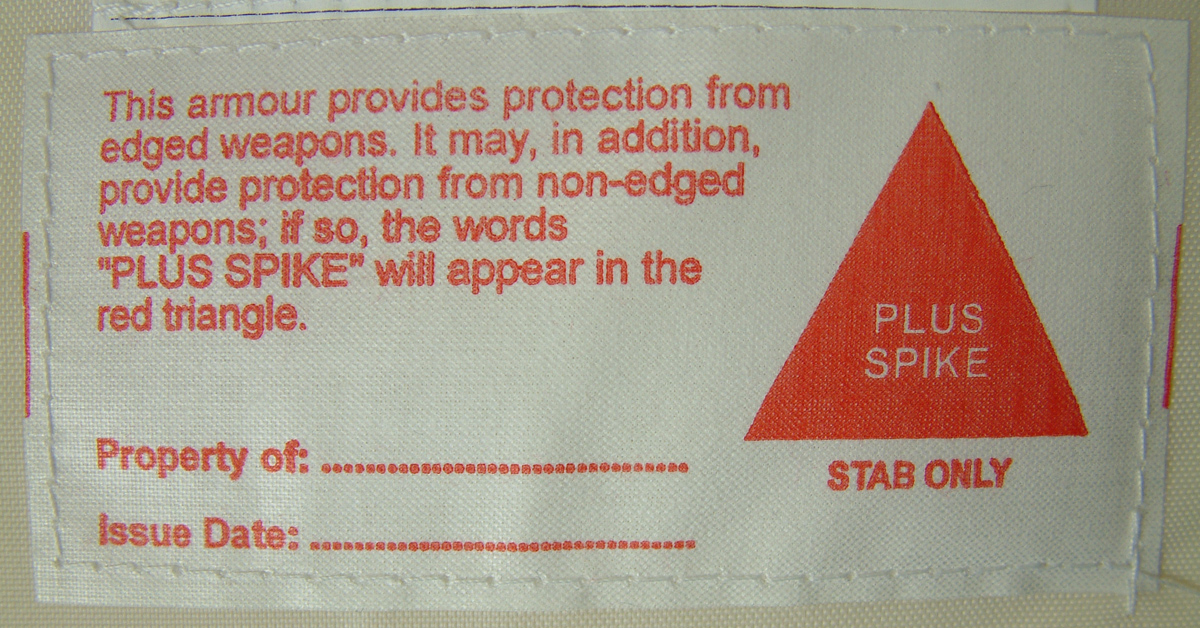 This armour provides protection from
edged weapons. It may, in addition,
provide protection from non-edged
weapons; if so, the words
"PLUS SPIKE" will appear in the
red triangle.
PLUS
SPIKE
STAB ONLY
Property of: ................................................
Issue Date: ................................................